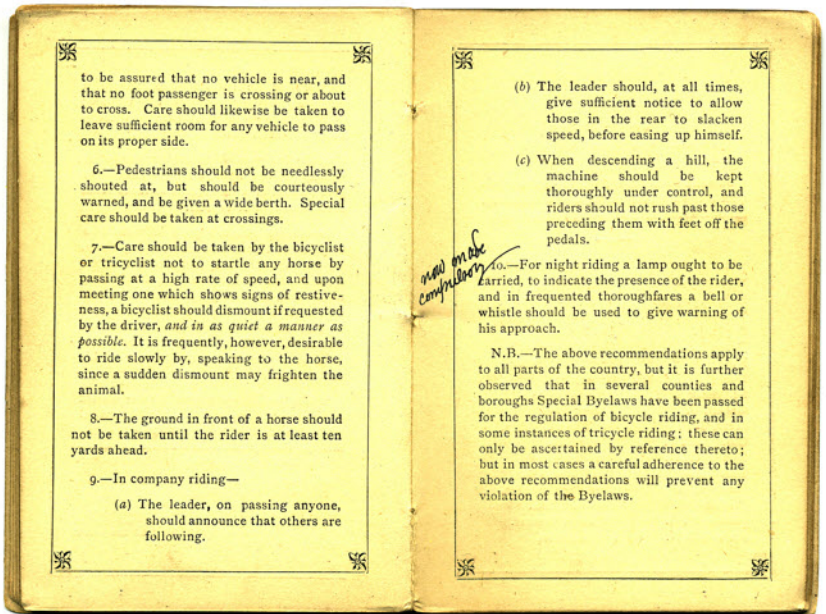 to be assured that no vehicle is near, and
that no foot passenger is crossing or about
to cross. Care should likewise be taken to
leave sufficient room for any vehicle to pass
on its proper side.
6.—Pedestrians should not be needlessly
shouted at, but should be courteously
warned, and be given a wide berth. Special
care should be taken at crossings.
7.—Care should be taken by the bicyclist
or tricyclist not to startle any horse by
passing at a high rate of speed, and upon
meeting one which shows signs of restive-
ness, a bicyclist should dismount if requested
by the driver, and in as quiet a manner as
possible. It is frequently, however, desirable
to ride slowly by, speaking to the horse,
since a sudden dismount may frighten the
animal.
8.—The ground in front of a horse should
not be taken until the rider is at least ten
yards ahead.
9.—In company riding—
(a) The leader, on passing anyone,
should announce that others are
following.
(b) The leader should, at all times,
give sufficient notice to allow
those in the rear to slacken
speed, before easing up himself.
(c) When descending a hill, the
machine should be kept
thoroughly under control, and
riders should not rush past those
preceding them with feet off the
pedals.
now made
compulsory
10.—For night riding a lamp ought to be
carried, to indicate the presence of the rider,
and in frequented thoroughfares a bell or
whistle should be used to give warning of
his approach.
N.B.—The above recommendations apply
to all parts of the country, but it is further
observed that in several counties and
boroughs Special Byelaws have been passed
for the regulation of bicycle riding, and in
some instances of tricycle riding; these can
only be ascertained by reference thereto;
but in most cases a careful adherence to the
above recommendations will prevent any
violation of the Byelaws.